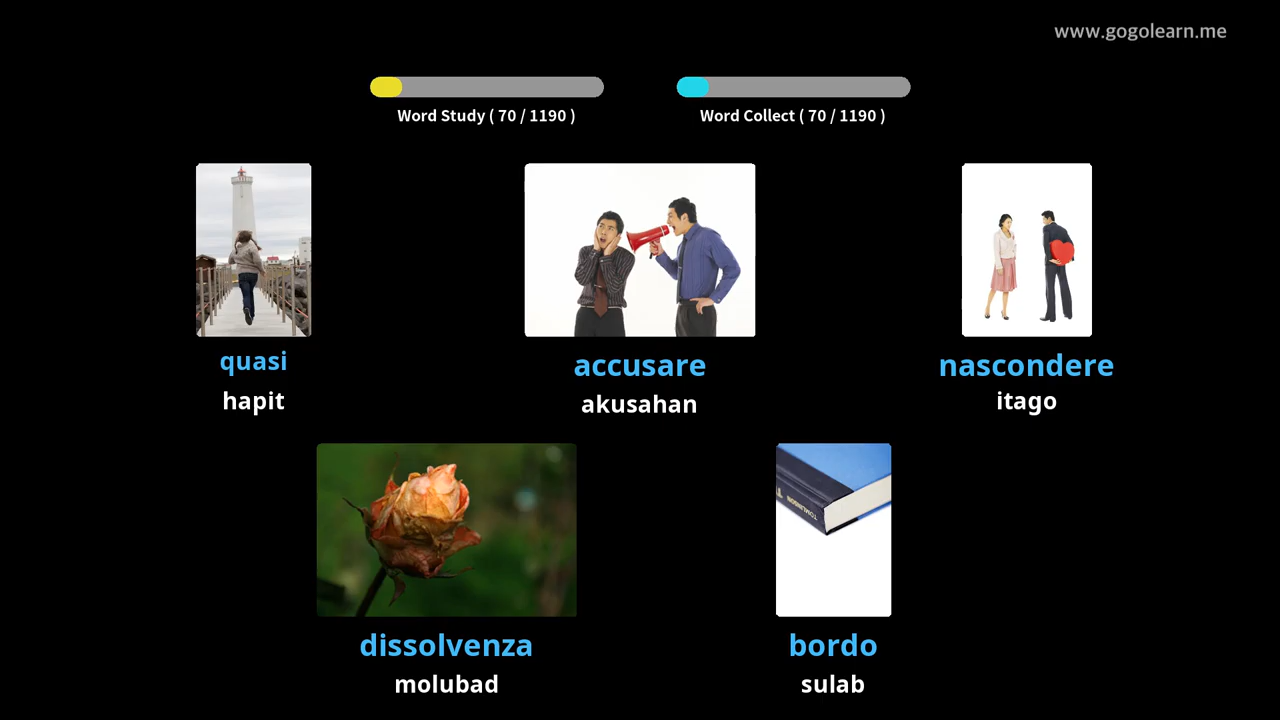 www.gogolearn.me
Word Study ( 70 / 1190 )
Word Collect ( 70 / 1190 )
quasi
hapit
accusare
akusahan
nascondere
itago
TOMLINSON
dissolvenza
molubad
bordo
sulab